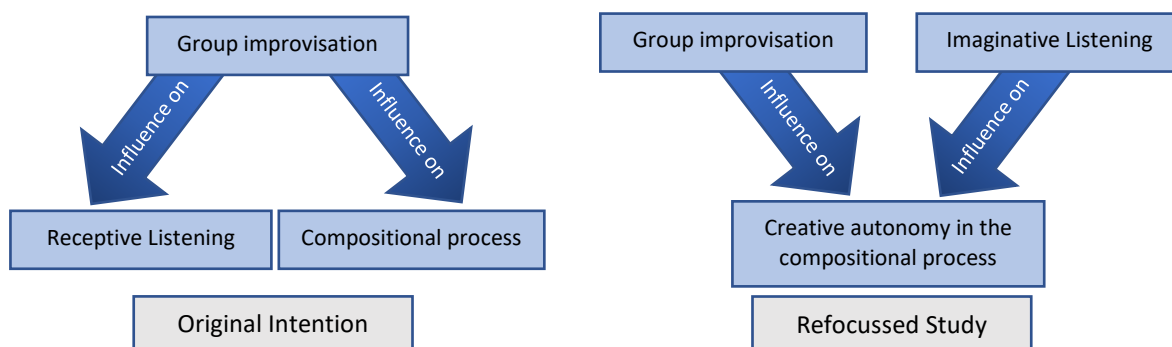 Group improvisation
Influence on
Influence on
Receptive Listening
Compositional process
Original Intention
Group improvisation
Imaginative Listening
Influence on
Influence on
Creative autonomy in the
compositional process
Refocussed Study